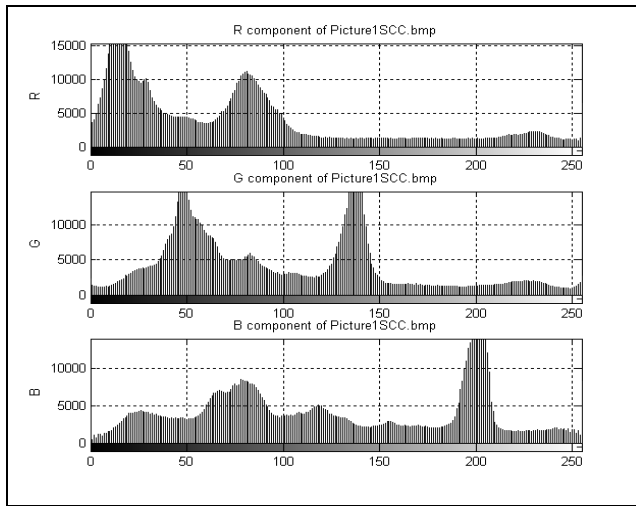 R component of Picture1SCC.bmp
15000
10000
5000
0
R
0 50 100 150 200 250
G component of Picture1SCC.bmp
10000
5000
0
G
0 50 100 150 200 250
B component of Picture1SCC.bmp
10000
5000
0
B
0 50 100 150 200 250